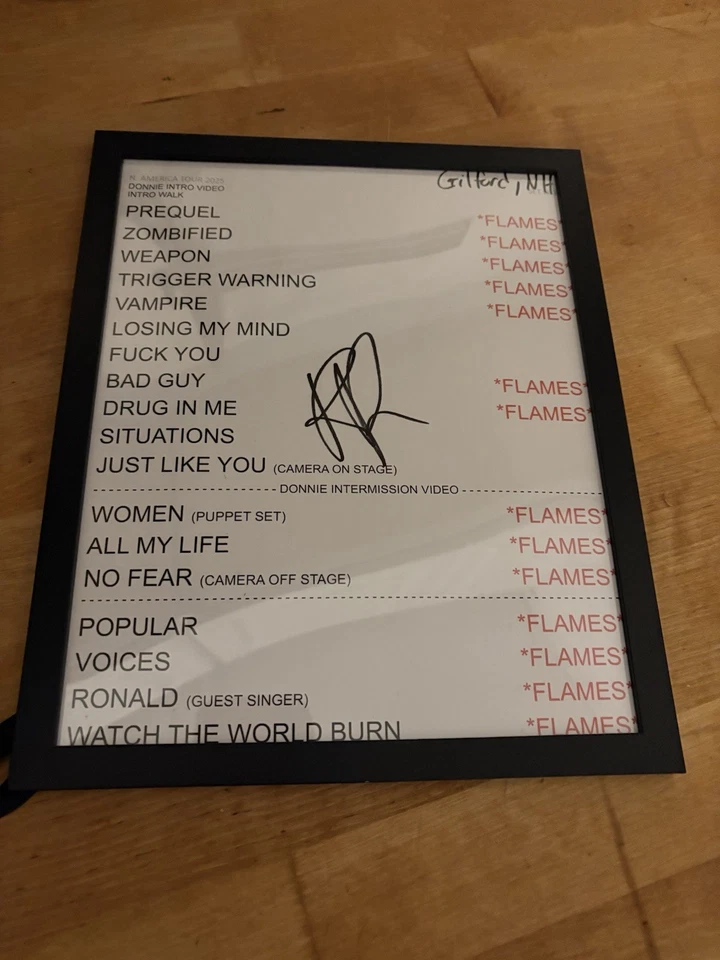 Gilford, NH
N. AMERICA TOUR 2025
DONNIE INTRO VIDEO
INTRO WALK
PREQUEL *FLAMES*
ZOMBIFIED *FLAMES*
WEAPON *FLAMES*
TRIGGER WARNING *FLAMES*
VAMPIRE *FLAMES*
LOSING MY MIND
FUCK YOU
BAD GUY *FLAMES*
DRUG IN ME *FLAMES*
SITUATIONS
JUST LIKE YOU (CAMERA ON STAGE)
DONNIE INTERMISSION VIDEO
WOMEN (PUPPET SET) *FLAMES*
ALL MY LIFE *FLAMES*
NO FEAR (CAMERA OFF STAGE) *FLAMES*
POPULAR *FLAMES*
VOICES *FLAMES*
RONALD (GUEST SINGER) *FLAMES*
WATCH THE WORLD BURN *FLAMES*